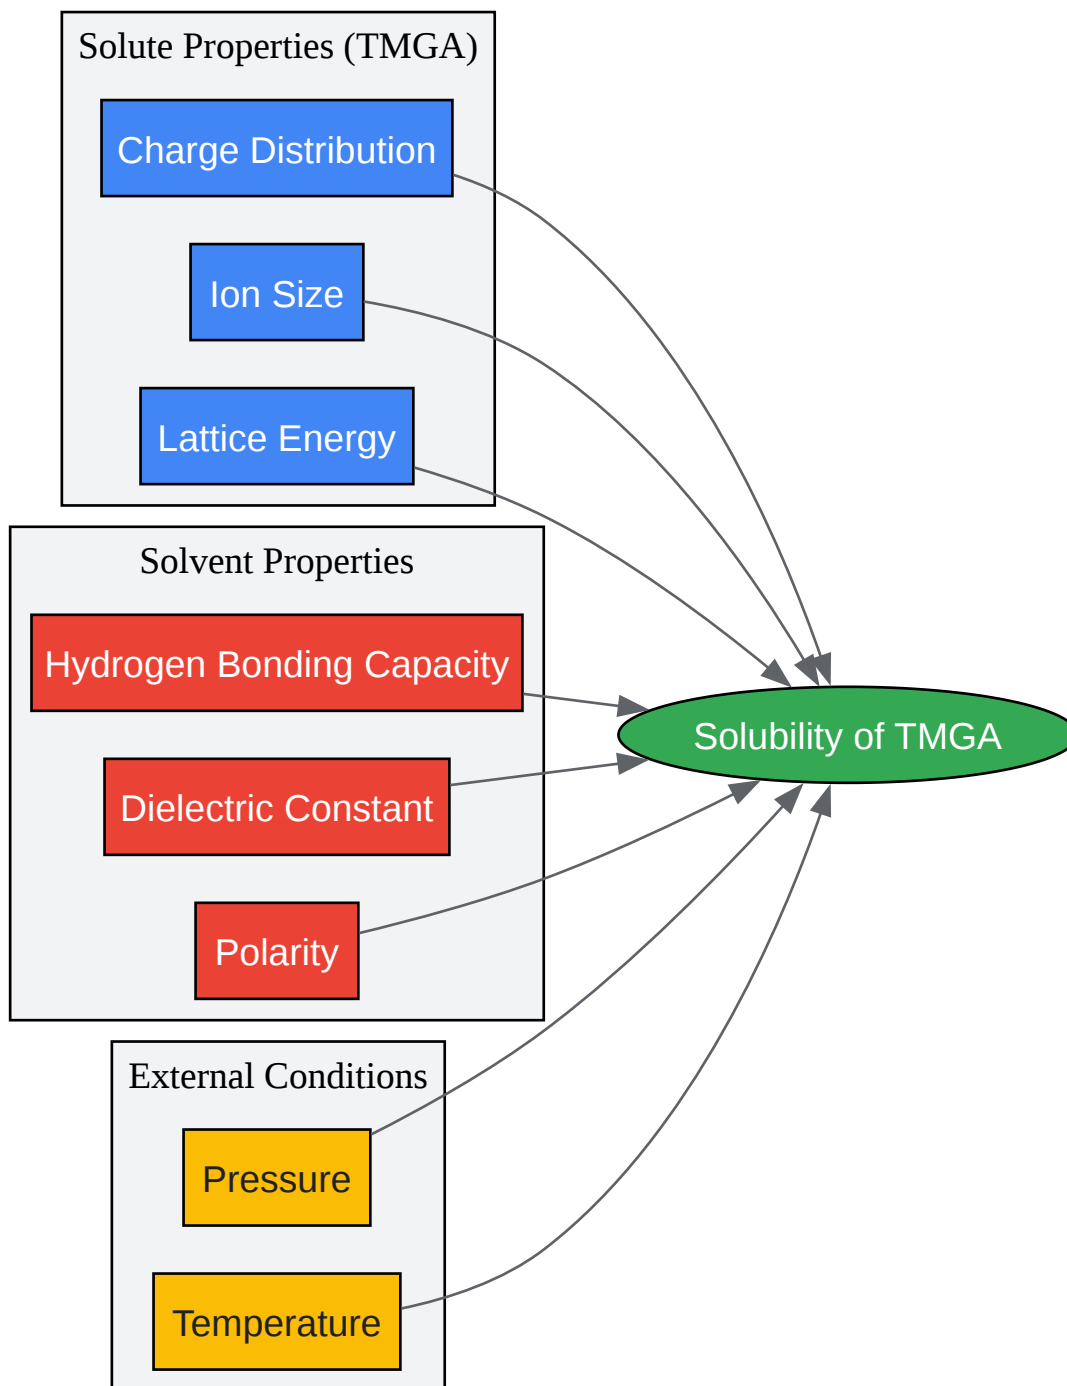 Solute Properties (TMGA)
Charge Distribution
Ion Size
Lattice Energy
Solvent Properties
Hydrogen Bonding Capacity
Dielectric Constant
Polarity
Solubility of TMGA
External Conditions
Pressure
Temperature